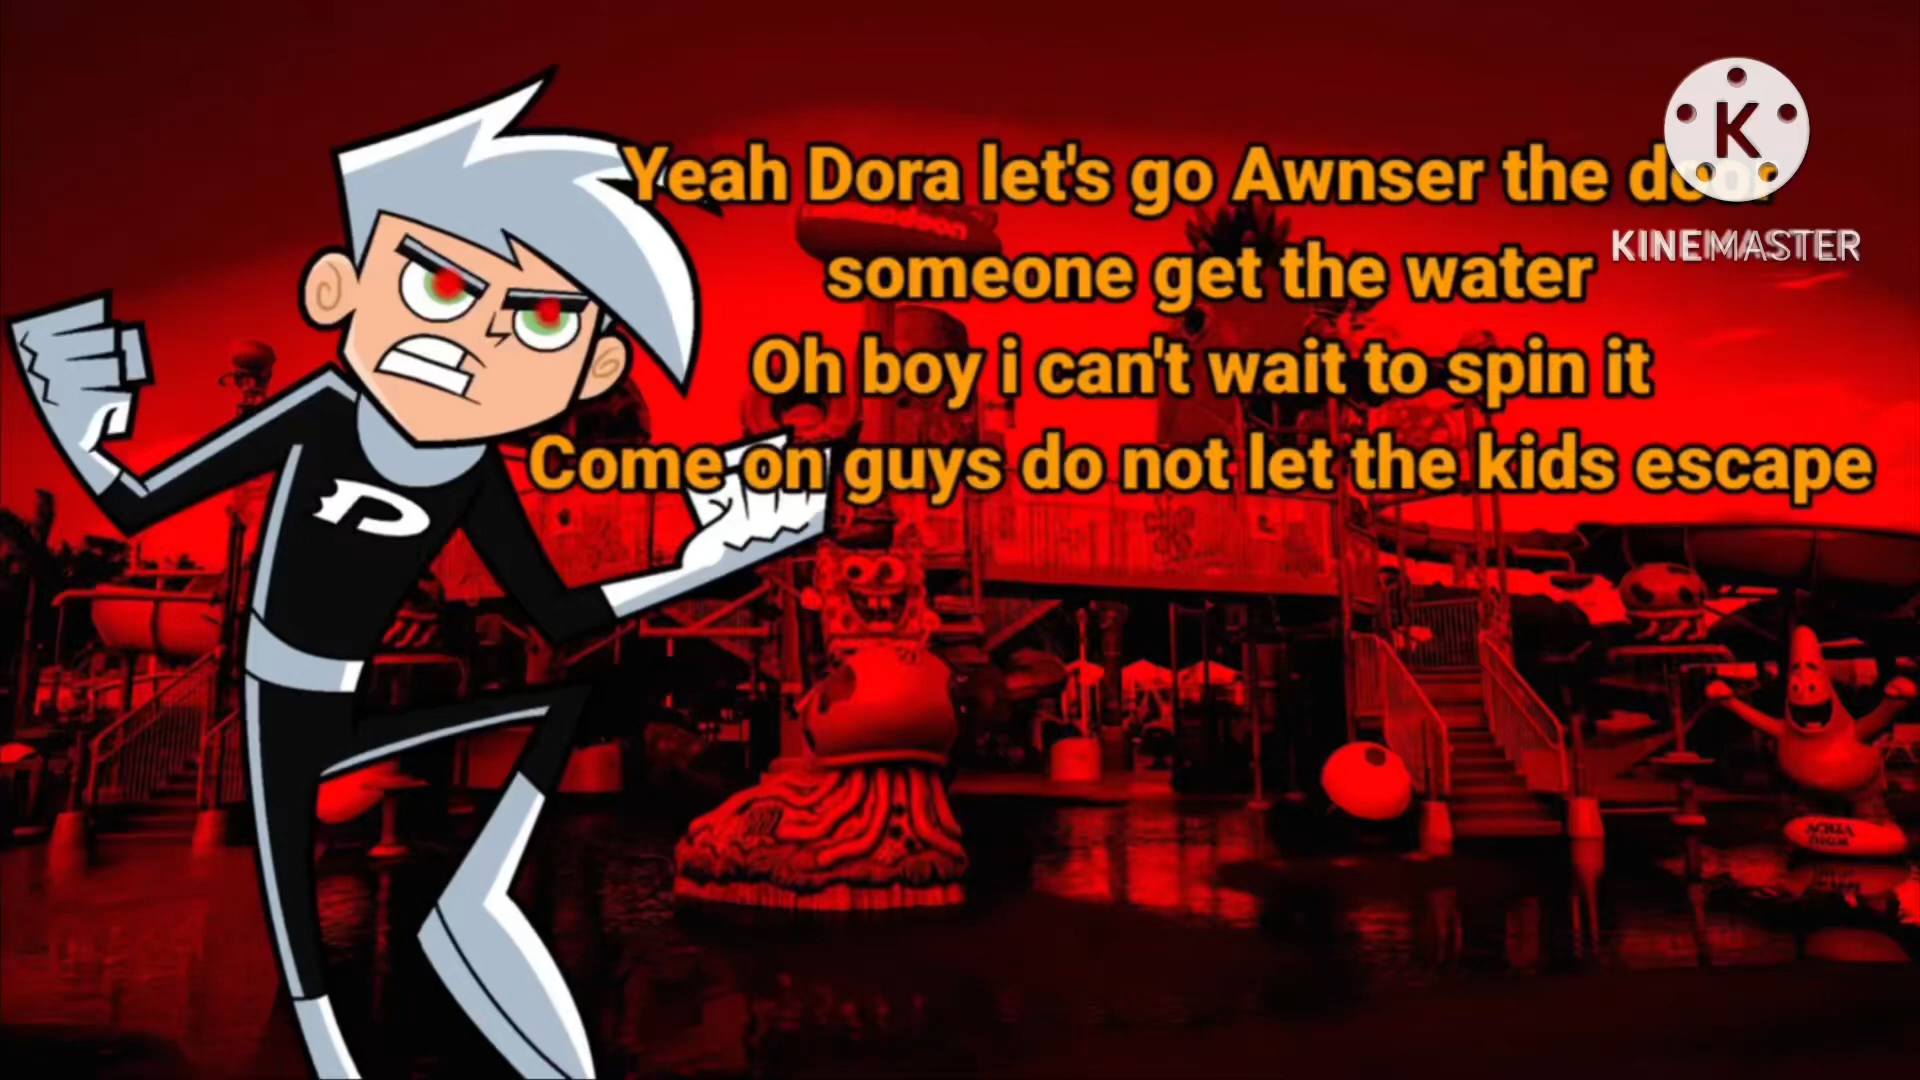 Yeah Dora let's go Awnser the door
someone get the water
Oh boy i can't wait to spin it
Come on guys do not let the kids escape
K
KINEMASTER